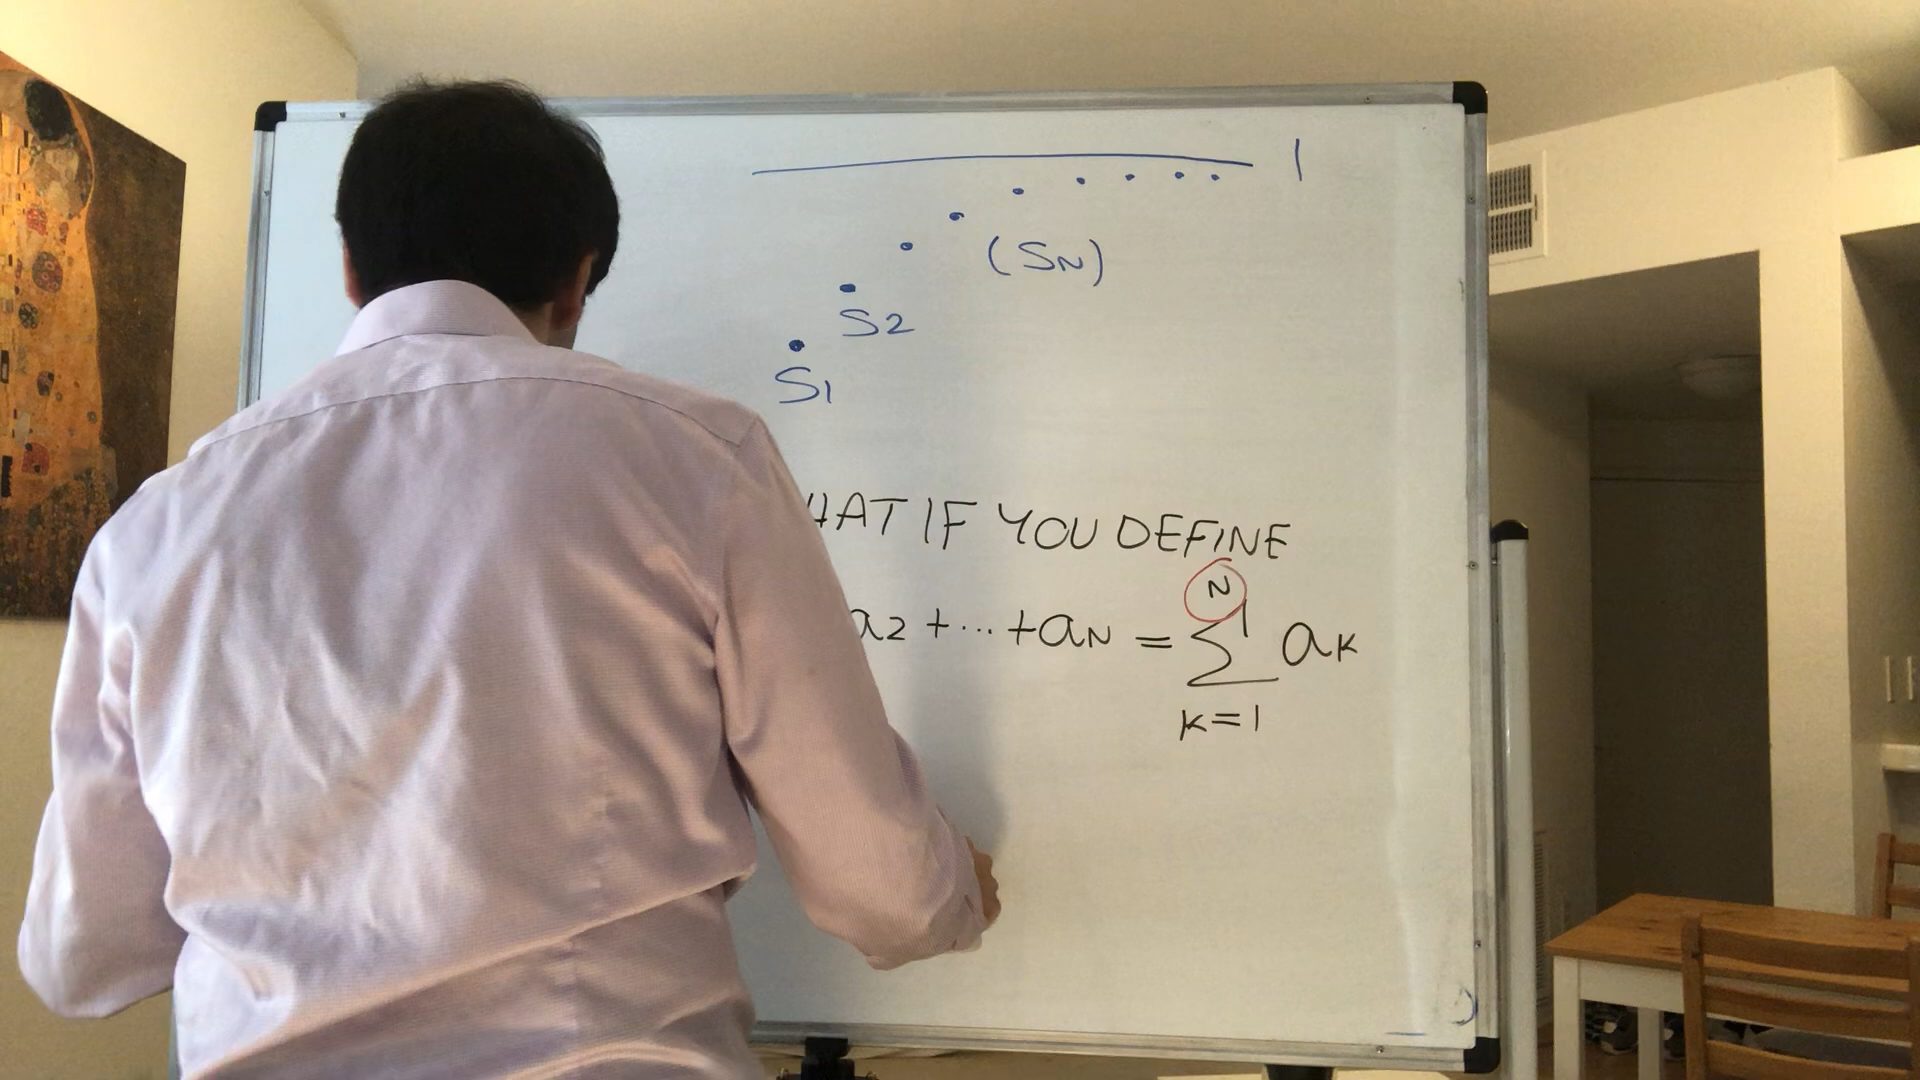 1
(SN)
S2
S1
HAT IF YOU DEFINE
N
a2 + ... + aN = Σ aK
K = 1